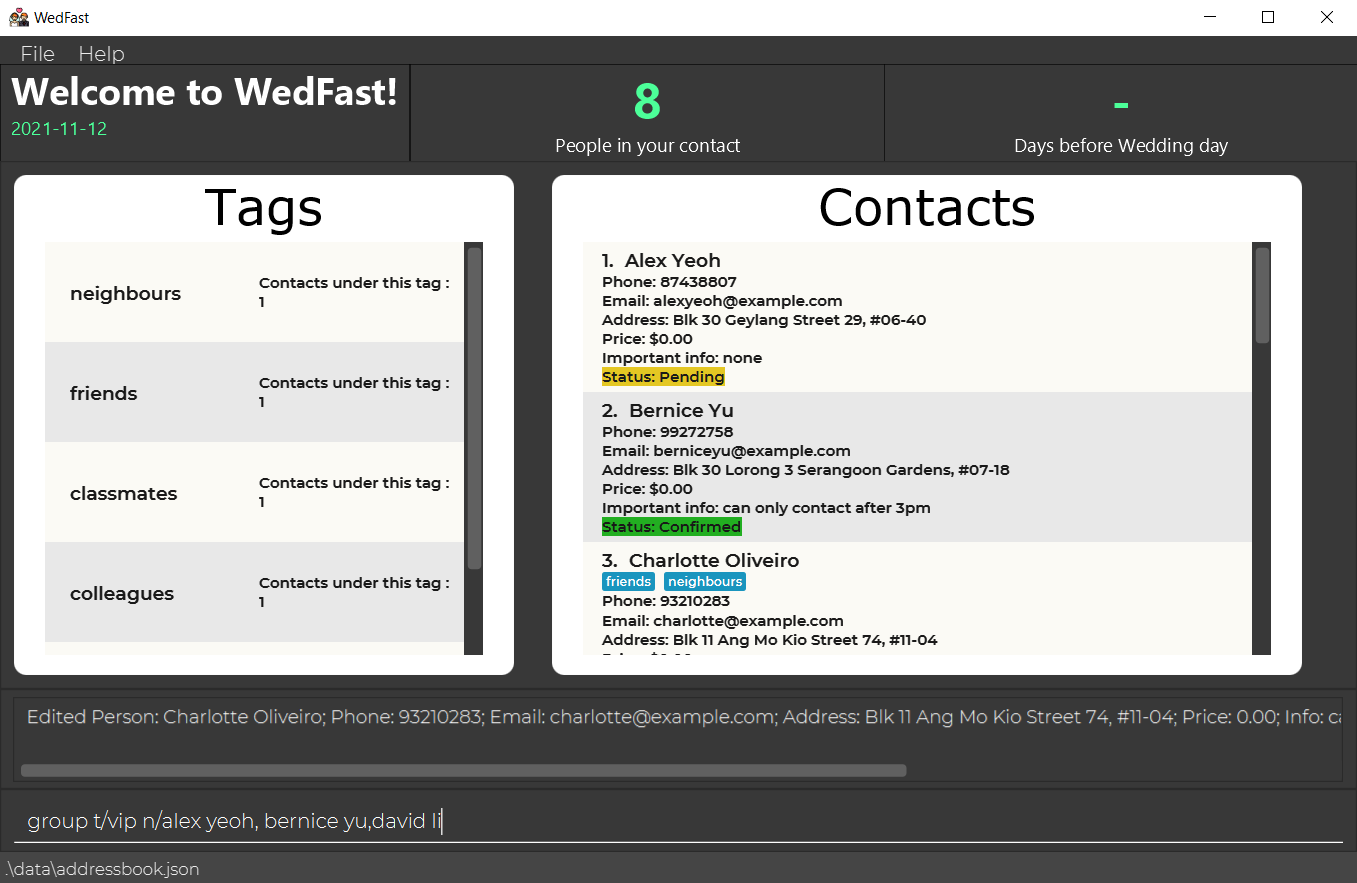 WedFast
File Help
Welcome to WedFast!
2021-11-12
8
People in your contact
-
Days before Wedding day
Tags
neighbours
Contacts under this tag :
1
friends
Contacts under this tag :
1
classmates
Contacts under this tag :
1
colleagues
Contacts under this tag :
1
Contacts
1. Alex Yeoh
Phone: 87438807
Email: alexyeoh@example.com
Address: Blk 30 Geylang Street 29, #06-40
Price: $0.00
Important info: none
Status: Pending
2. Bernice Yu
Phone: 99272758
Email: berniceyu@example.com
Address: Blk 30 Lorong 3 Serangoon Gardens, #07-18
Price: $0.00
Important info: can only contact after 3pm
Status: Confirmed
3. Charlotte Oliveiro
friends neighbours
Phone: 93210283
Email: charlotte@example.com
Address: Blk 11 Ang Mo Kio Street 74, #11-04
Edited Person: Charlotte Oliveiro; Phone: 93210283; Email: charlotte@example.com; Address: Blk 11 Ang Mo Kio Street 74, #11-04; Price: 0.00; Info:
group t/vip n/alex yeoh, bernice yu,david li
.\data\addressbook.json